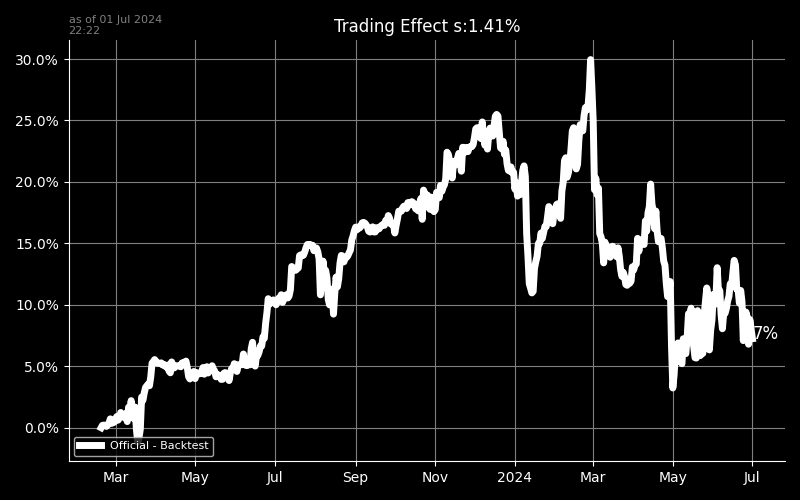 as of 01 Jul 2024
22:22
Trading Effect s:1.41%
30.0%
25.0%
20.0%
15.0%
10.0%
5.0%
0.0%
7%
Official - Backtest
Mar May Jul Sep Nov 2024 Mar May Jul